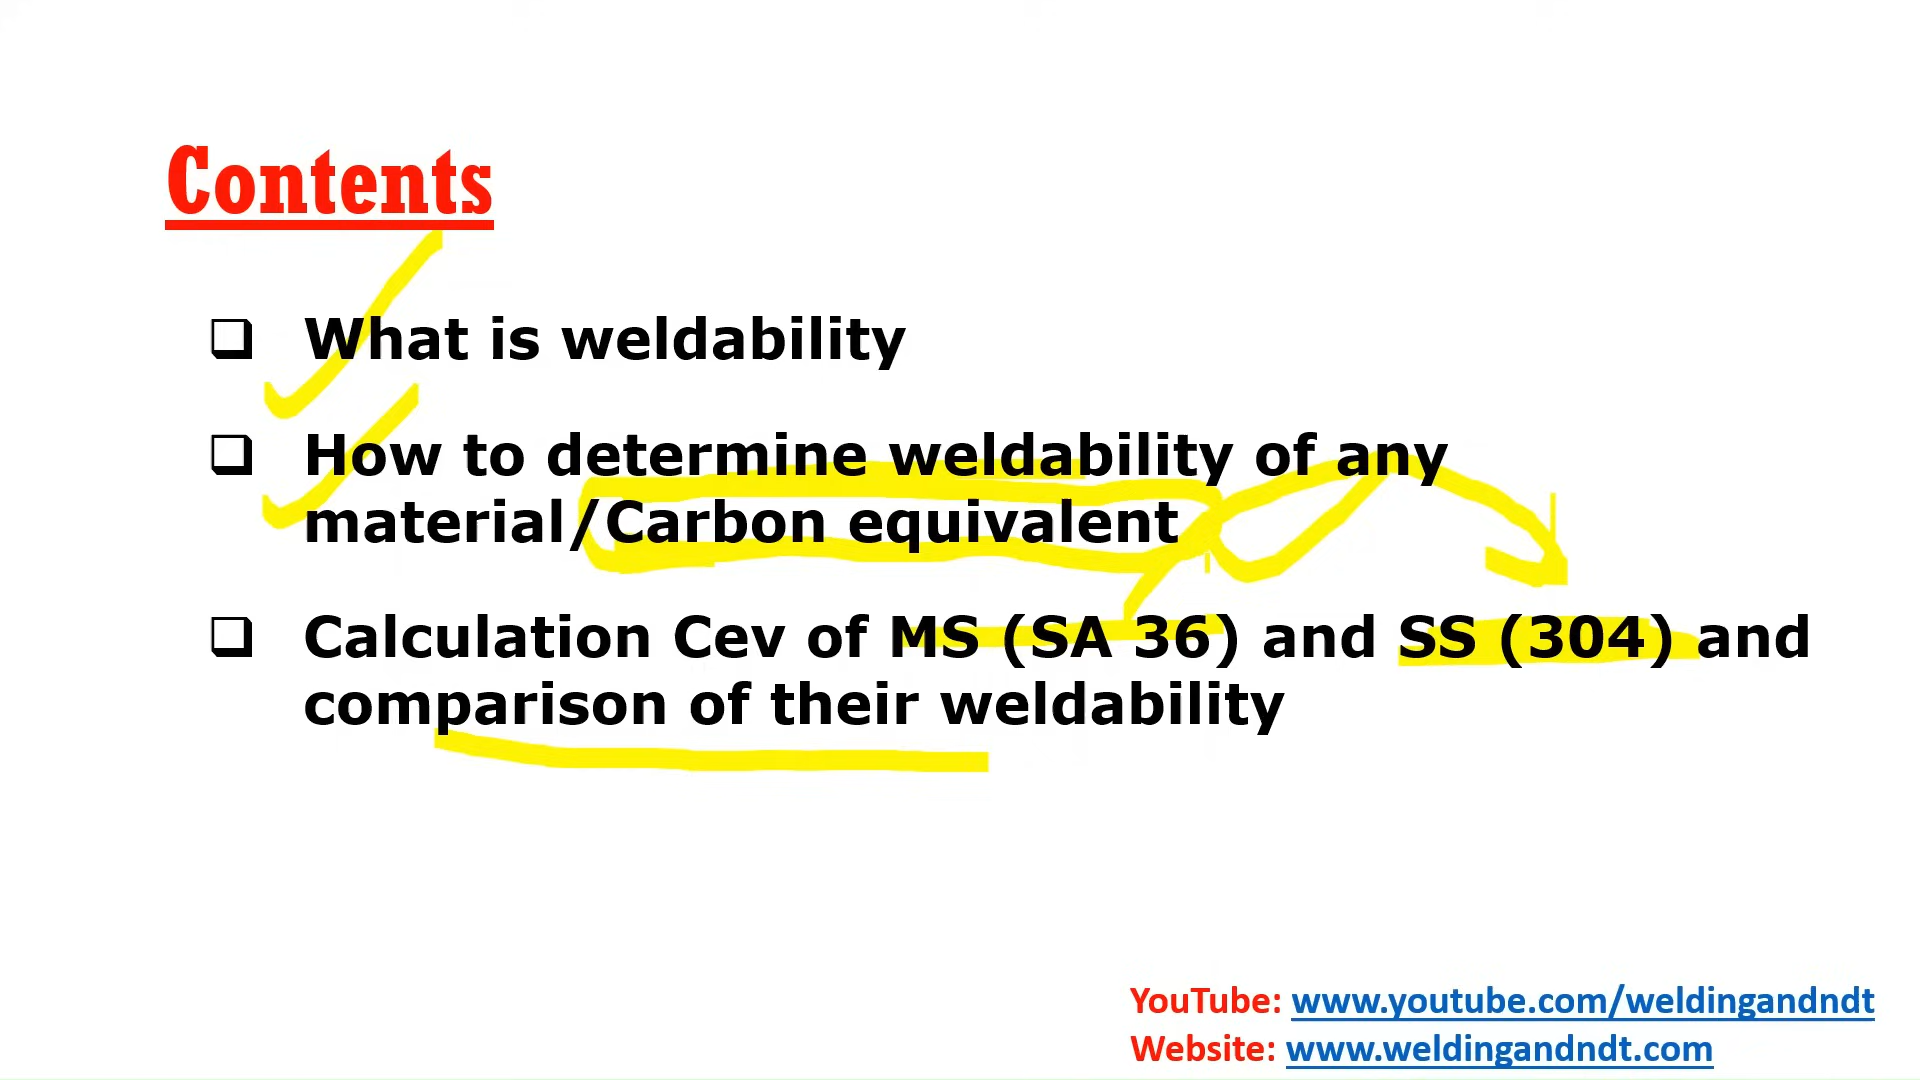 Contents
What is weldability
How to determine weldability of any
material/Carbon equivalent
Calculation Cev of MS (SA 36) and SS (304) and
comparison of their weldability
YouTube: www.youtube.com/weldingandndt
Website: www.weldingandndt.com